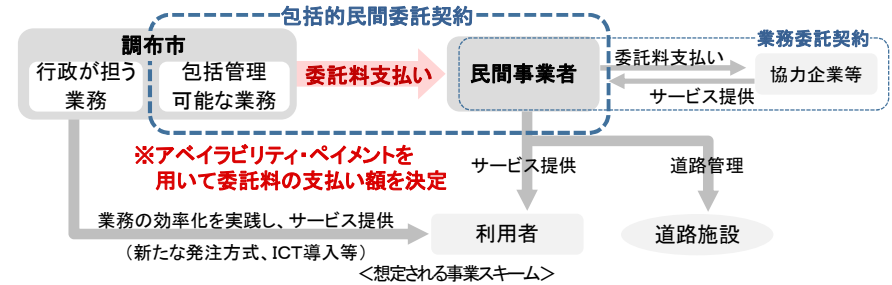 包括的民間委託契約
調布市
行政が担う
業務
包括管理
可能な業務
委託料支払い
民間事業者
業務委託契約
委託料支払い
サービス提供
協力企業等
※アベイラビリティ・ペイメントを
用いて委託料の支払い額を決定
サービス提供
道路管理
業務の効率化を実践し、サービス提供
（新たな発注方式、ICT導入等）
利用者
道路施設
＜想定される事業スキーム＞